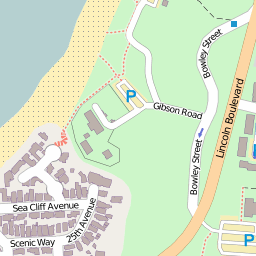 Bowley Street
P
Gibson Road
Lincoln Boulevard
Bowley Street
Sea Cliff Avenue
25th Avenue
Scenic Way
P